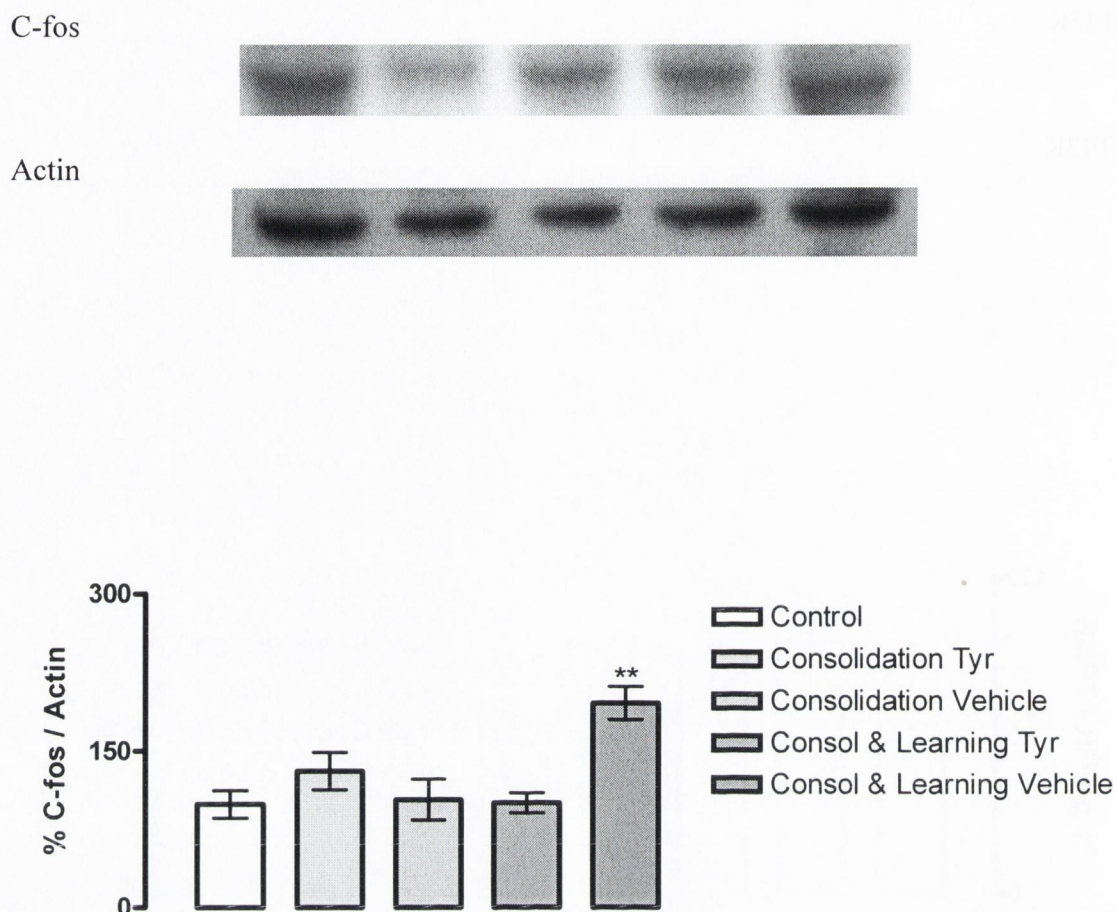 C-fos
Actin
300
150
0
% C-fos / Actin
**
Control
Consolidation Tyr
Consolidation Vehicle
Consol & Learning Tyr
Consol & Learning Vehicle